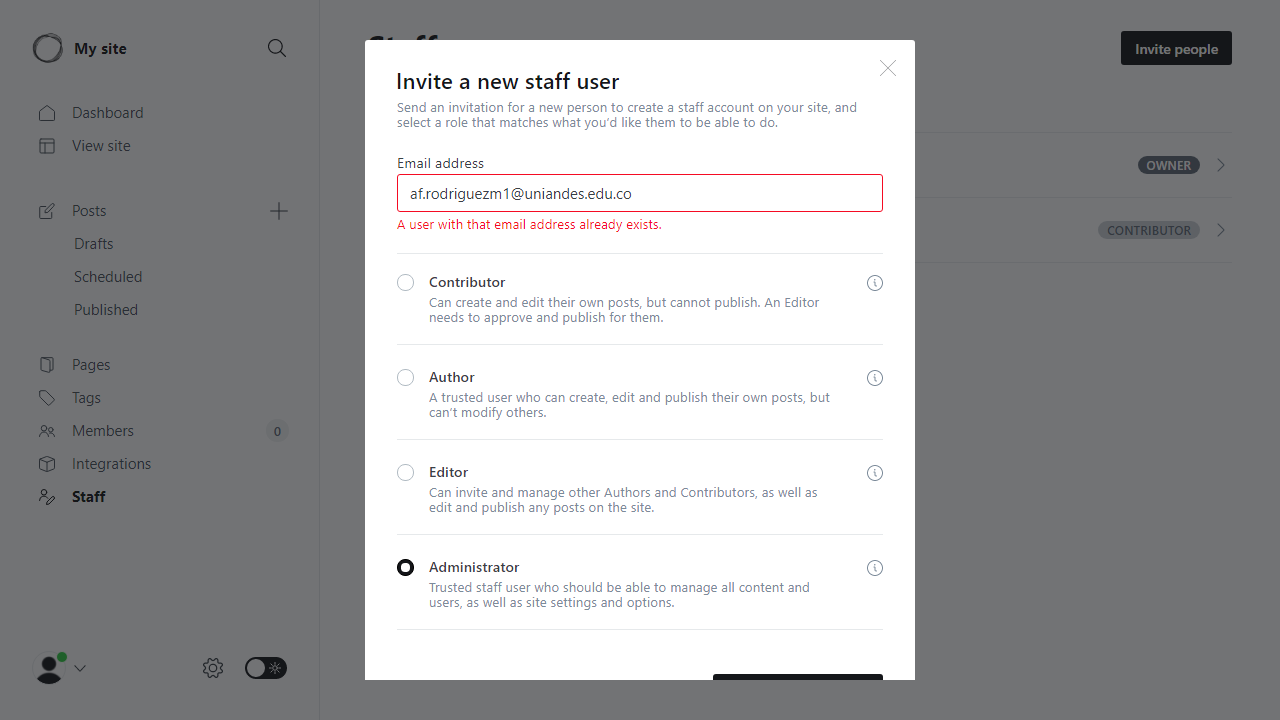 My site
Dashboard
View site
Posts
Drafts
Scheduled
Published
Pages
Tags
Members
0
Integrations
Staff
Staff
Invite people
OWNER
CONTRIBUTOR
Invite a new staff user
Send an invitation for a new person to create a staff account on your site, and
select a role that matches what you’d like them to be able to do.
Email address
af.rodriguezm1@uniandes.edu.co
A user with that email address already exists.
Contributor
Can create and edit their own posts, but cannot publish. An Editor
needs to approve and publish for them.
Author
A trusted user who can create, edit and publish their own posts, but
can’t modify others.
Editor
Can invite and manage other Authors and Contributors, as well as
edit and publish any posts on the site.
Administrator
Trusted staff user who should be able to manage all content and
users, as well as site settings and options.